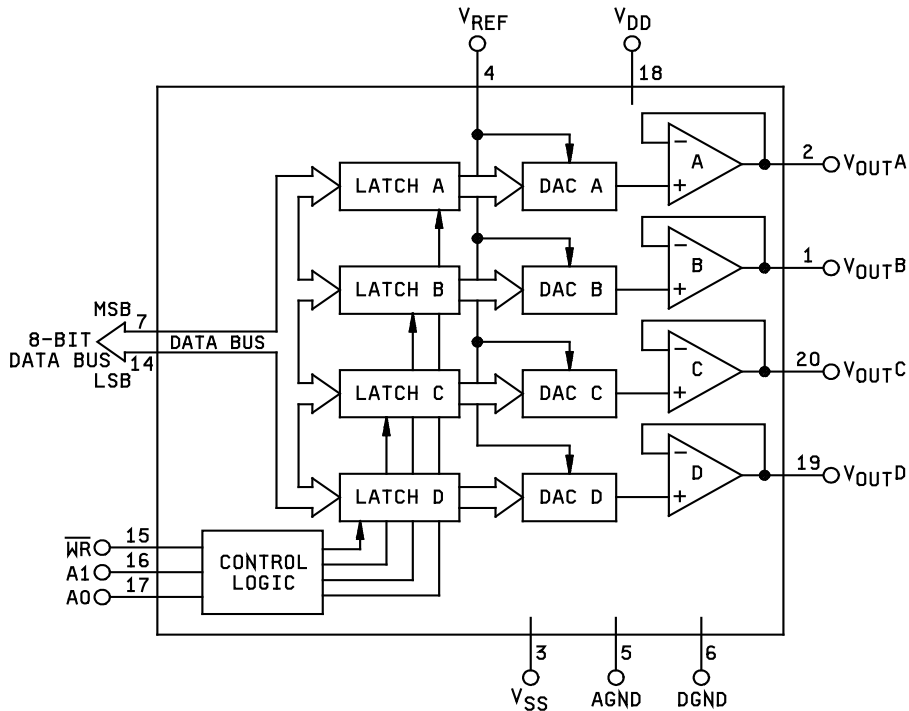 VREF
VDD
4
18
A
2
VOUTA
LATCH A
DAC A
−
+
B
1
VOUTB
LATCH B
DAC B
−
+
MSB
7
8-BIT
DATA BUS
14
LSB
DATA BUS
C
20
VOUTC
LATCH C
DAC C
−
+
D
19
VOUTD
LATCH D
DAC D
−
+
WR
15
A1
16
A0
17
CONTROL
LOGIC
3
5
6
VSS
AGND
DGND